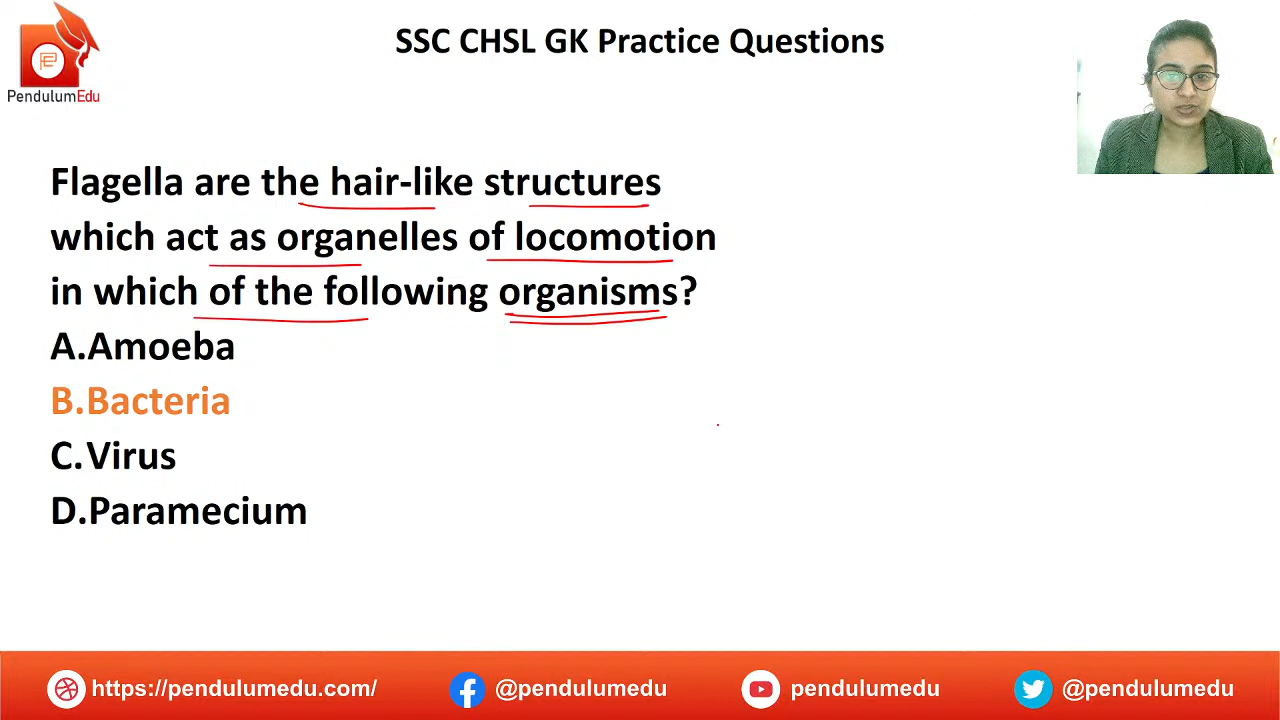 SSC CHSL GK Practice Questions
PendulumEdu
Flagella are the hair-like structures
which act as organelles of locomotion
in which of the following organisms?
A.Amoeba
B.Bacteria
C.Virus
D.Paramecium
https://pendulumedu.com/ @pendulumedu pendulumedu @pendulumedu